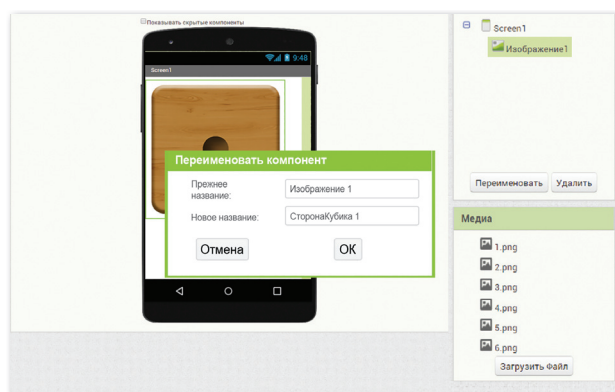 Показывать скрытые компоненты
9:48
Screen1
Переименовать компонент
Прежнее
название:
Изображение 1
Новое название:
СторонаКубика 1
Отмена
ОК
Screen1
Изображение1
Переименовать
Удалить
Медиа
1.png
2.png
3.png
4.png
5.png
6.png
Загрузить Файл